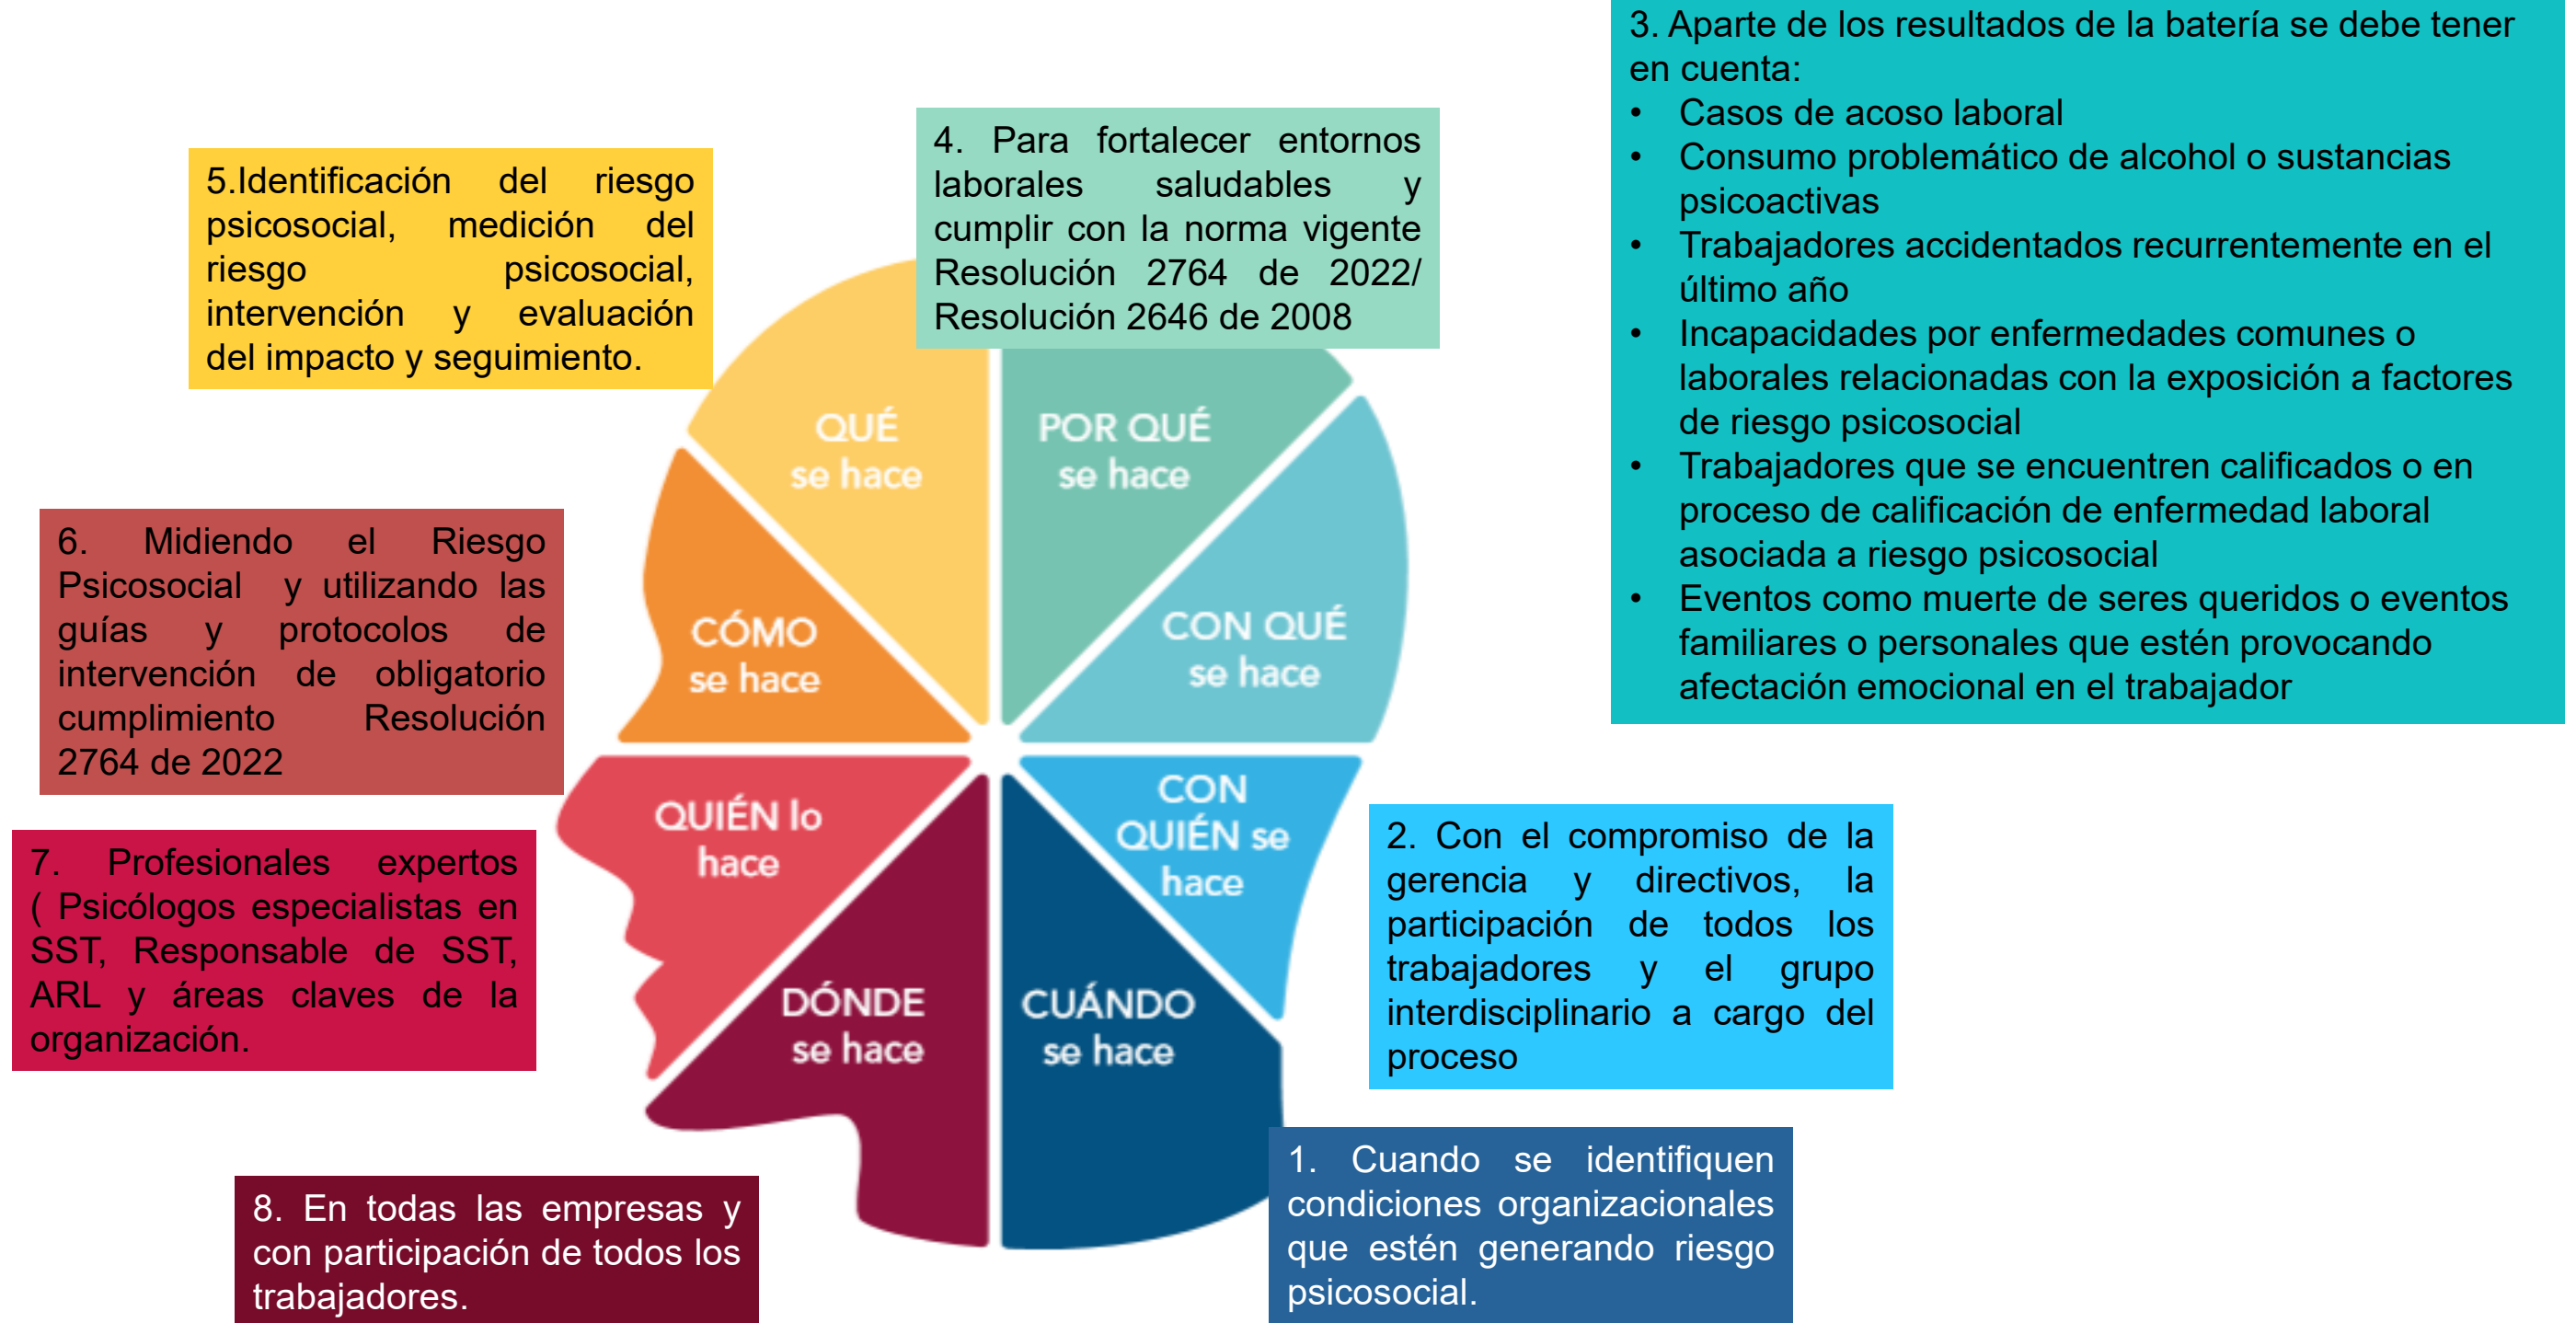 3. Aparte de los resultados de la batería se debe tener
en cuenta:
• Casos de acoso laboral
• Consumo problemático de alcohol o sustancias
psicoactivas
• Trabajadores accidentados recurrentemente en el
último año
• Incapacidades por enfermedades comunes o
laborales relacionadas con la exposición a factores
de riesgo psicosocial
• Trabajadores que se encuentren calificados o en
proceso de calificación de enfermedad laboral
asociada a riesgo psicosocial
• Eventos como muerte de seres queridos o eventos
familiares o personales que estén provocando
afectación emocional en el trabajador
4. Para fortalecer entornos
laborales saludables y
cumplir con la norma vigente
Resolución 2764 de 2022/
Resolución 2646 de 2008
5.Identificación del riesgo
psicosocial, medición del
riesgo psicosocial,
intervención y evaluación
del impacto y seguimiento.
QUÉ
se hace
POR QUÉ
se hace
6. Midiendo el Riesgo
Psicosocial y utilizando las
guías y protocolos de
intervención de obligatorio
cumplimiento Resolución
2764 de 2022
CÓMO
se hace
CON QUÉ
se hace
7. Profesionales expertos
( Psicólogos especialistas en
SST, Responsable de SST,
ARL y áreas claves de la
organización.
QUIÉN lo
hace
CON
QUIÉN se
hace
2. Con el compromiso de la
gerencia y directivos, la
participación de todos los
trabajadores y el grupo
interdisciplinario a cargo del
proceso
DÓNDE
se hace
CUÁNDO
se hace
8. En todas las empresas y
con participación de todos los
trabajadores.
1. Cuando se identifiquen
condiciones organizacionales
que estén generando riesgo
psicosocial.